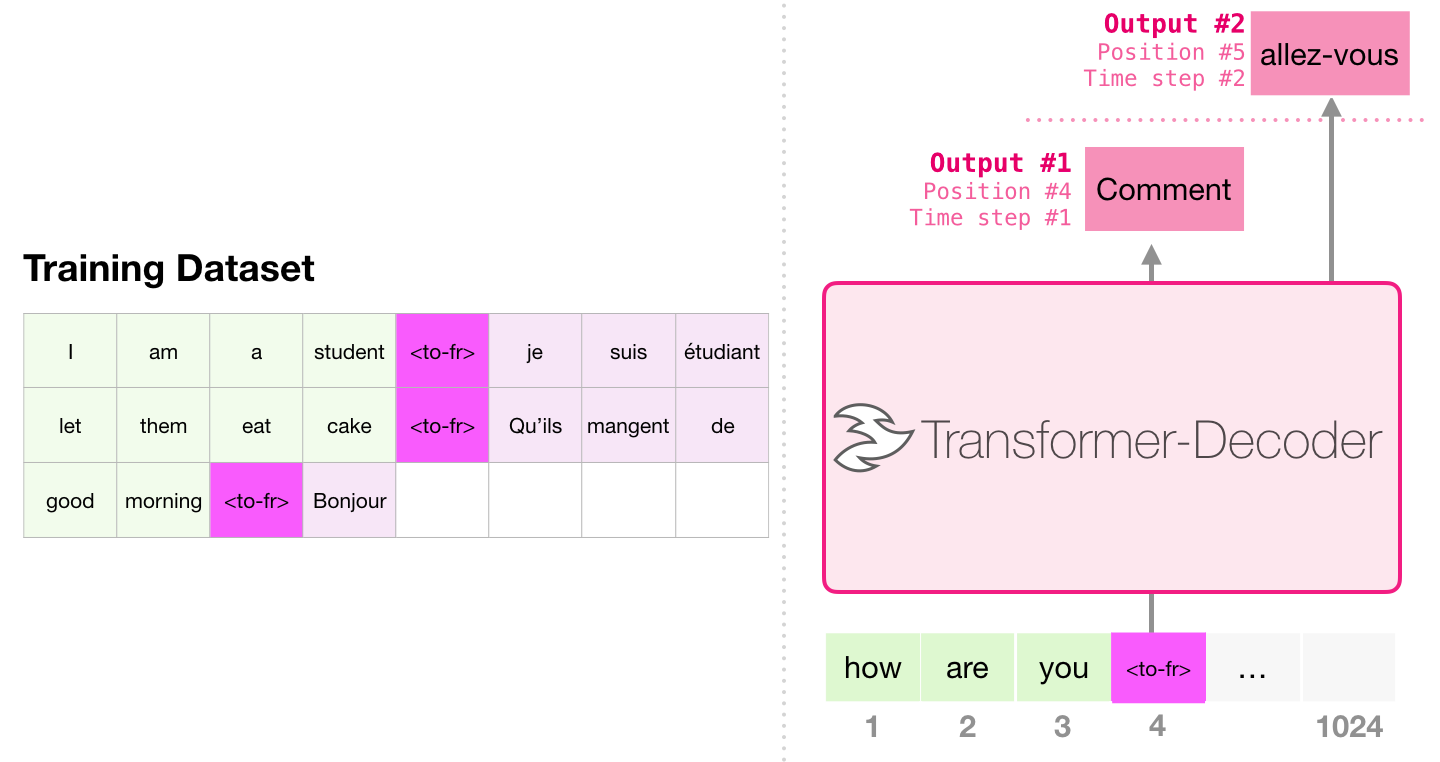 Training Dataset
I am a student <to-fr> je suis étudiant
let them eat cake <to-fr> Qu’ils mangent de
good morning <to-fr> Bonjour
Output #2
Position #5
Time step #2
allez-vous
Output #1
Position #4
Time step #1
Comment
Transformer-Decoder
how are you <to-fr> ...
1 2 3 4 1024